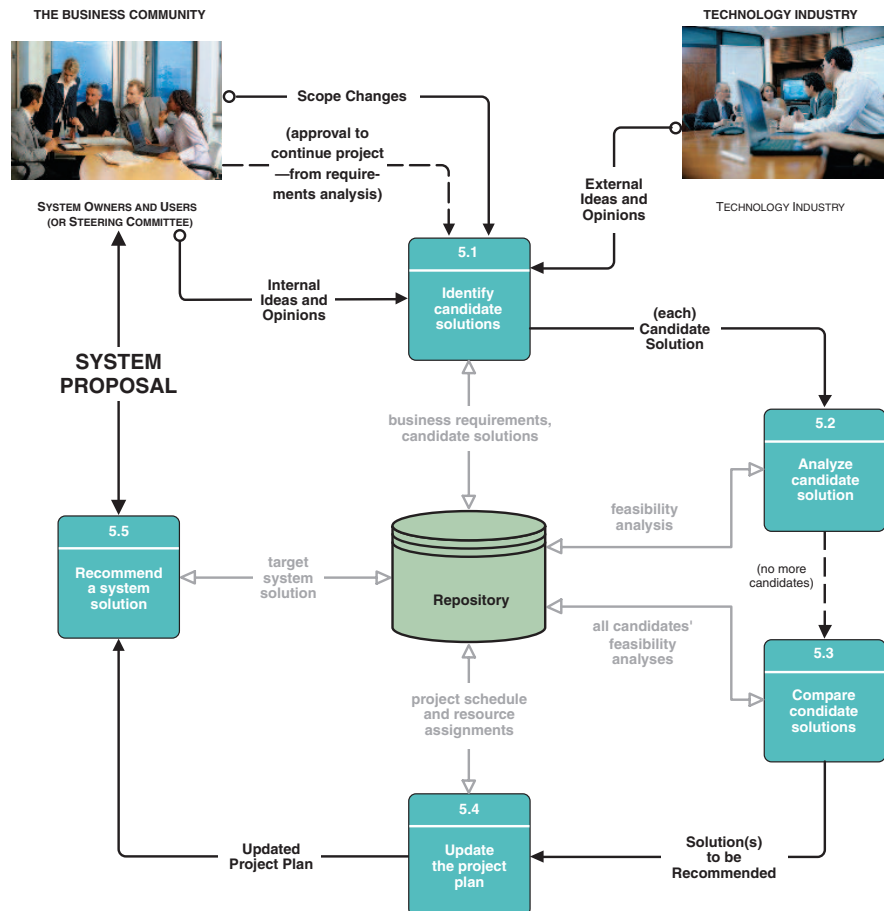 THE BUSINESS COMMUNITY
TECHNOLOGY INDUSTRY
Scope Changes
(approval to
continue project
—from require-
ments analysis)
External
Ideas and
Opinions
SYSTEM OWNERS AND USERS
(OR STEERING COMMITTEE)
TECHNOLOGY INDUSTRY
5.1
Identify
candidate
solutions
Internal
Ideas and
Opinions
(each)
Candidate
Solution
SYSTEM
PROPOSAL
business requirements,
candidate solutions
5.2
Analyze
candidate
solution
feasibility
analysis
5.5
Recommend
a system
solution
target
system
solution
Repository
(no more
candidates)
all candidates'
feasibility
analyses
5.3
Compare
condidate
solutions
project schedule
and resource
assignments
5.4
Update
the project
plan
Updated
Project Plan
Solution(s)
to be
Recommended